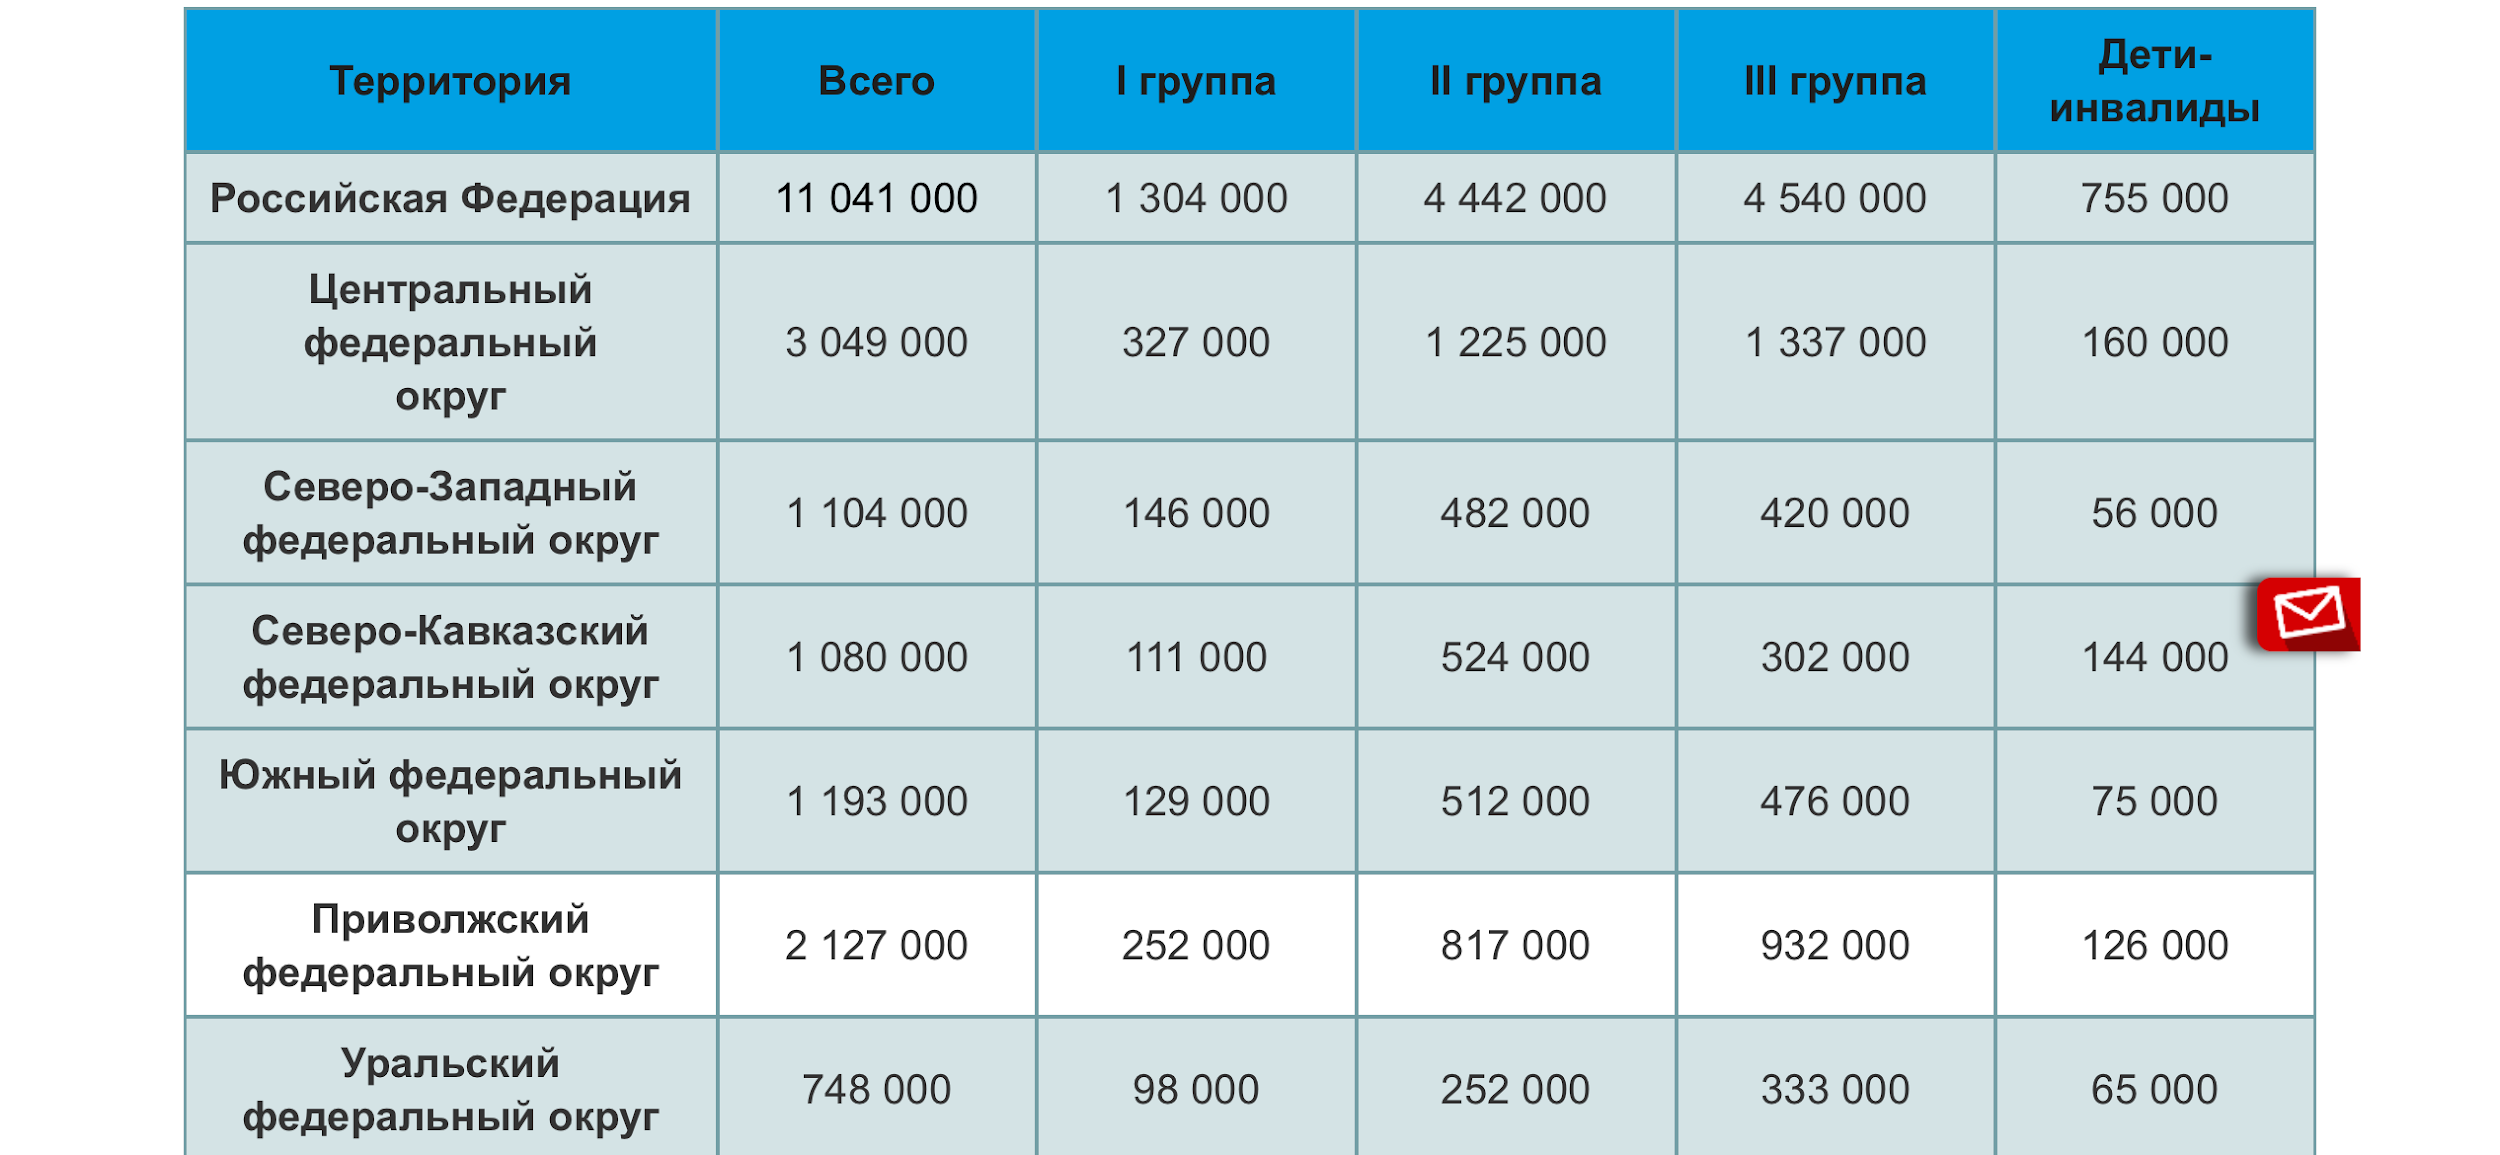 Территория Всего I группа II группа III группа Дети-
инвалиды
Российская Федерация 11 041 000 1 304 000 4 442 000 4 540 000 755 000
Центральный
федеральный
округ
3 049 000 327 000 1 225 000 1 337 000 160 000
Северо-Западный
федеральный округ
1 104 000 146 000 482 000 420 000 56 000
Северо-Кавказский
федеральный округ
1 080 000 111 000 524 000 302 000 144 000
Южный федеральный
округ
1 193 000 129 000 512 000 476 000 75 000
Приволжский
федеральный округ
2 127 000 252 000 817 000 932 000 126 000
Уральский
федеральный округ
748 000 98 000 252 000 333 000 65 000